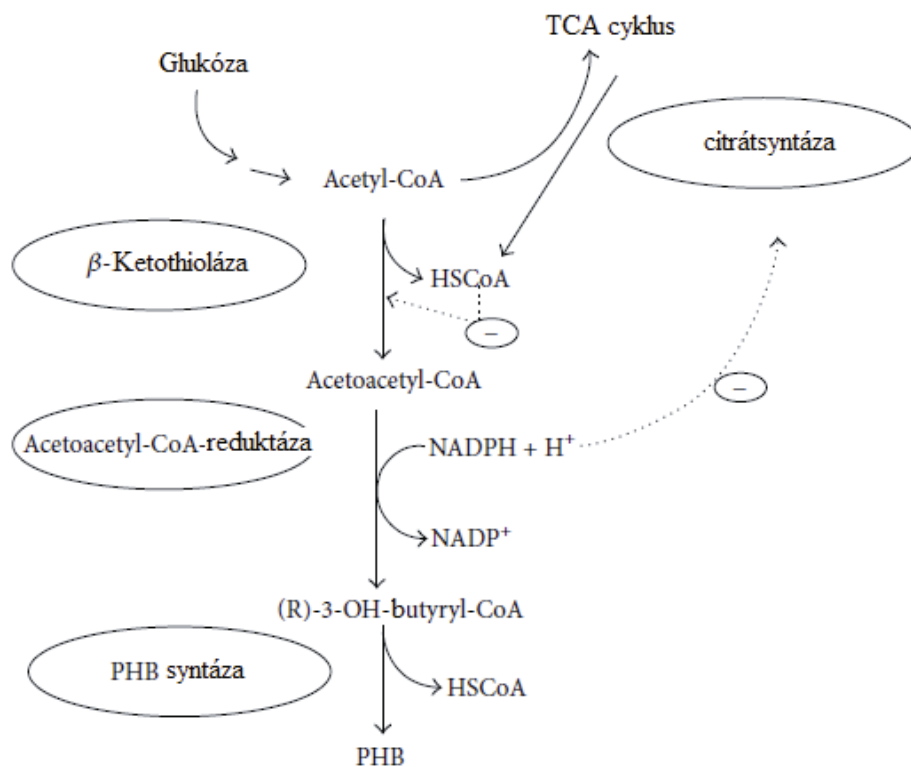 TCA cyklus
Glukóza
citrátsyntáza
Acetyl-CoA
β-Ketothioláza
HSCoA
−
Acetoacetyl-CoA
−
Acetoacetyl-CoA-reduktáza
NADPH + H⁺
NADP⁺
(R)-3-OH-butyryl-CoA
PHB syntáza
HSCoA
PHB